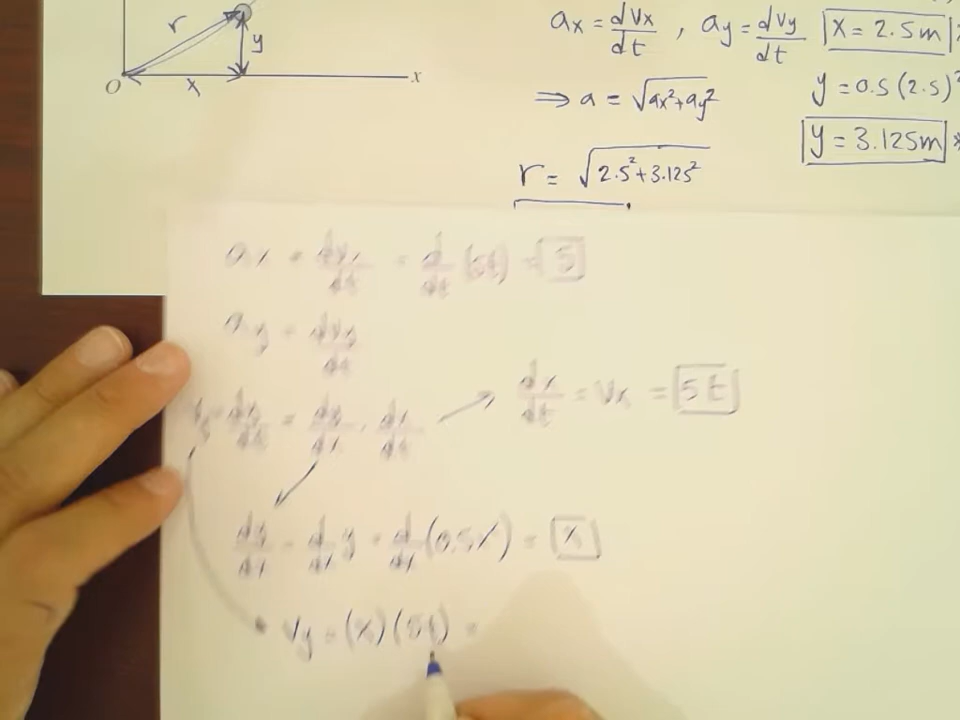 r
y
x
O
x
ax = dVx/dt , ay = dVy/dt
x = 2.5m
⇒ a = √ax²+ay²
y = 0.5(2.5)²
y = 3.125m *
r = √2.5²+3.125²
ax = dVx/dt = d/dt (5t) = 5
ay = dVy/dt
Vy = dy/dt = dy/dx . dx/dt
dx/dt = Vx = 5t
dy/dx = d/dx y = d/dx (0.5x²) = x
Vy = (x)(5t) =